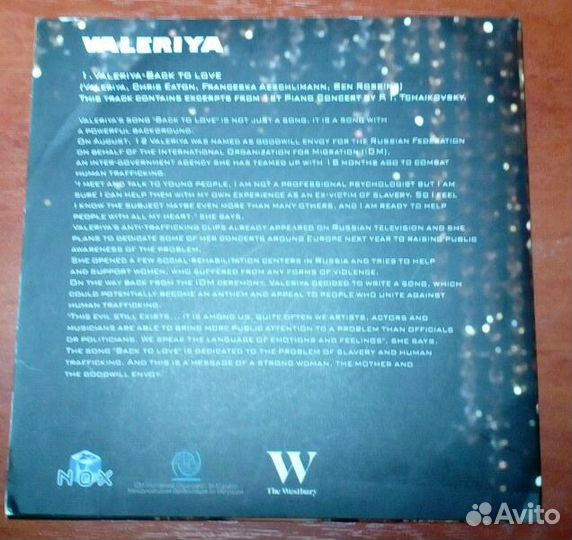 VALERIYA
1. Valeriya-Back to love
(Valeriya, Chris Eaton, Franceska Aeschlimann, Ben Robbins)
This track contains excerpts from 1st Piano Concert by P.I. Tchaikovsky.
Valeriya's song "Back to love" is not just a song. It is a song with
a powerful background.
On August, 12 Valeriya was named as goodwill envoy for the Russian Federation
on behalf of the International Organization for Migration (IOM),
an inter-government agency she has teamed up with 18 months ago to combat
human trafficking.
"I meet and talk to young people, I am not a professional psychologist but I am
sure I can help them with my own experience as an ex-victim of slavery. So I feel
I know the subject maybe even more than many others, and I am ready to help
people with all my heart," she says.
Valeriya's anti-trafficking clips already appeared on Russian television and she
plans to dedicate some of her concerts around Europe next year to raising public
awareness of the problem.
She opened a few social-rehabilitation centers in Russia and tries to help
and support women, who suffered from any forms of violence.
On the way back from the IOM ceremony, Valeriya decided to write a song, which
could potentially become an anthem and appeal to people who unite against
human trafficking.
"This evil still exists... It is among us. Quite often we artists, actors and
musicians are able to bring more public attention to a problem than officials
or politicians. We speak the language of emotions and feelings", she says.
The song "Back to love" is dedicated to the problem of slavery and human
trafficking. And this is a message of a strong woman, the mother and
the goodwill envoy."
NOX
IOM International Organization for Migration
Международная Организация по Миграции
W
The Westbury
Avito